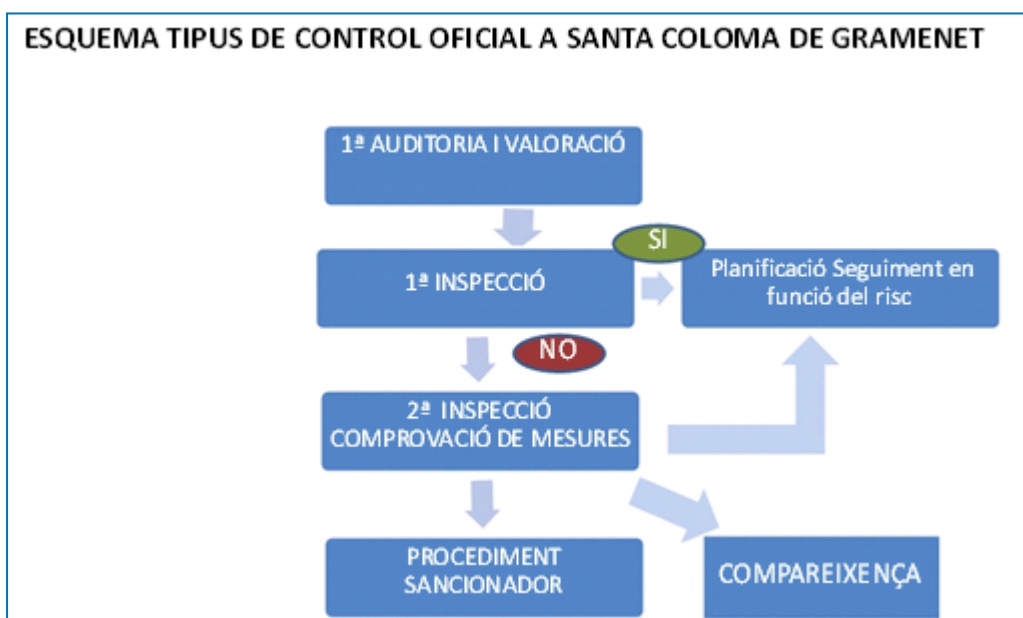 ESQUEMA TIPUS DE CONTROL OFICIAL A SANTA COLOMA DE GRAMENET
1ª AUDITORIA I VALORACIÓ
SI
1ª INSPECCIÓ
Planificació Seguiment en
funció del risc
NO
2ª INSPECCIÓ
COMPROVACIÓ DE MESURES
PROCEDIMENT
SANCIONADOR
COMPAREIXENÇA